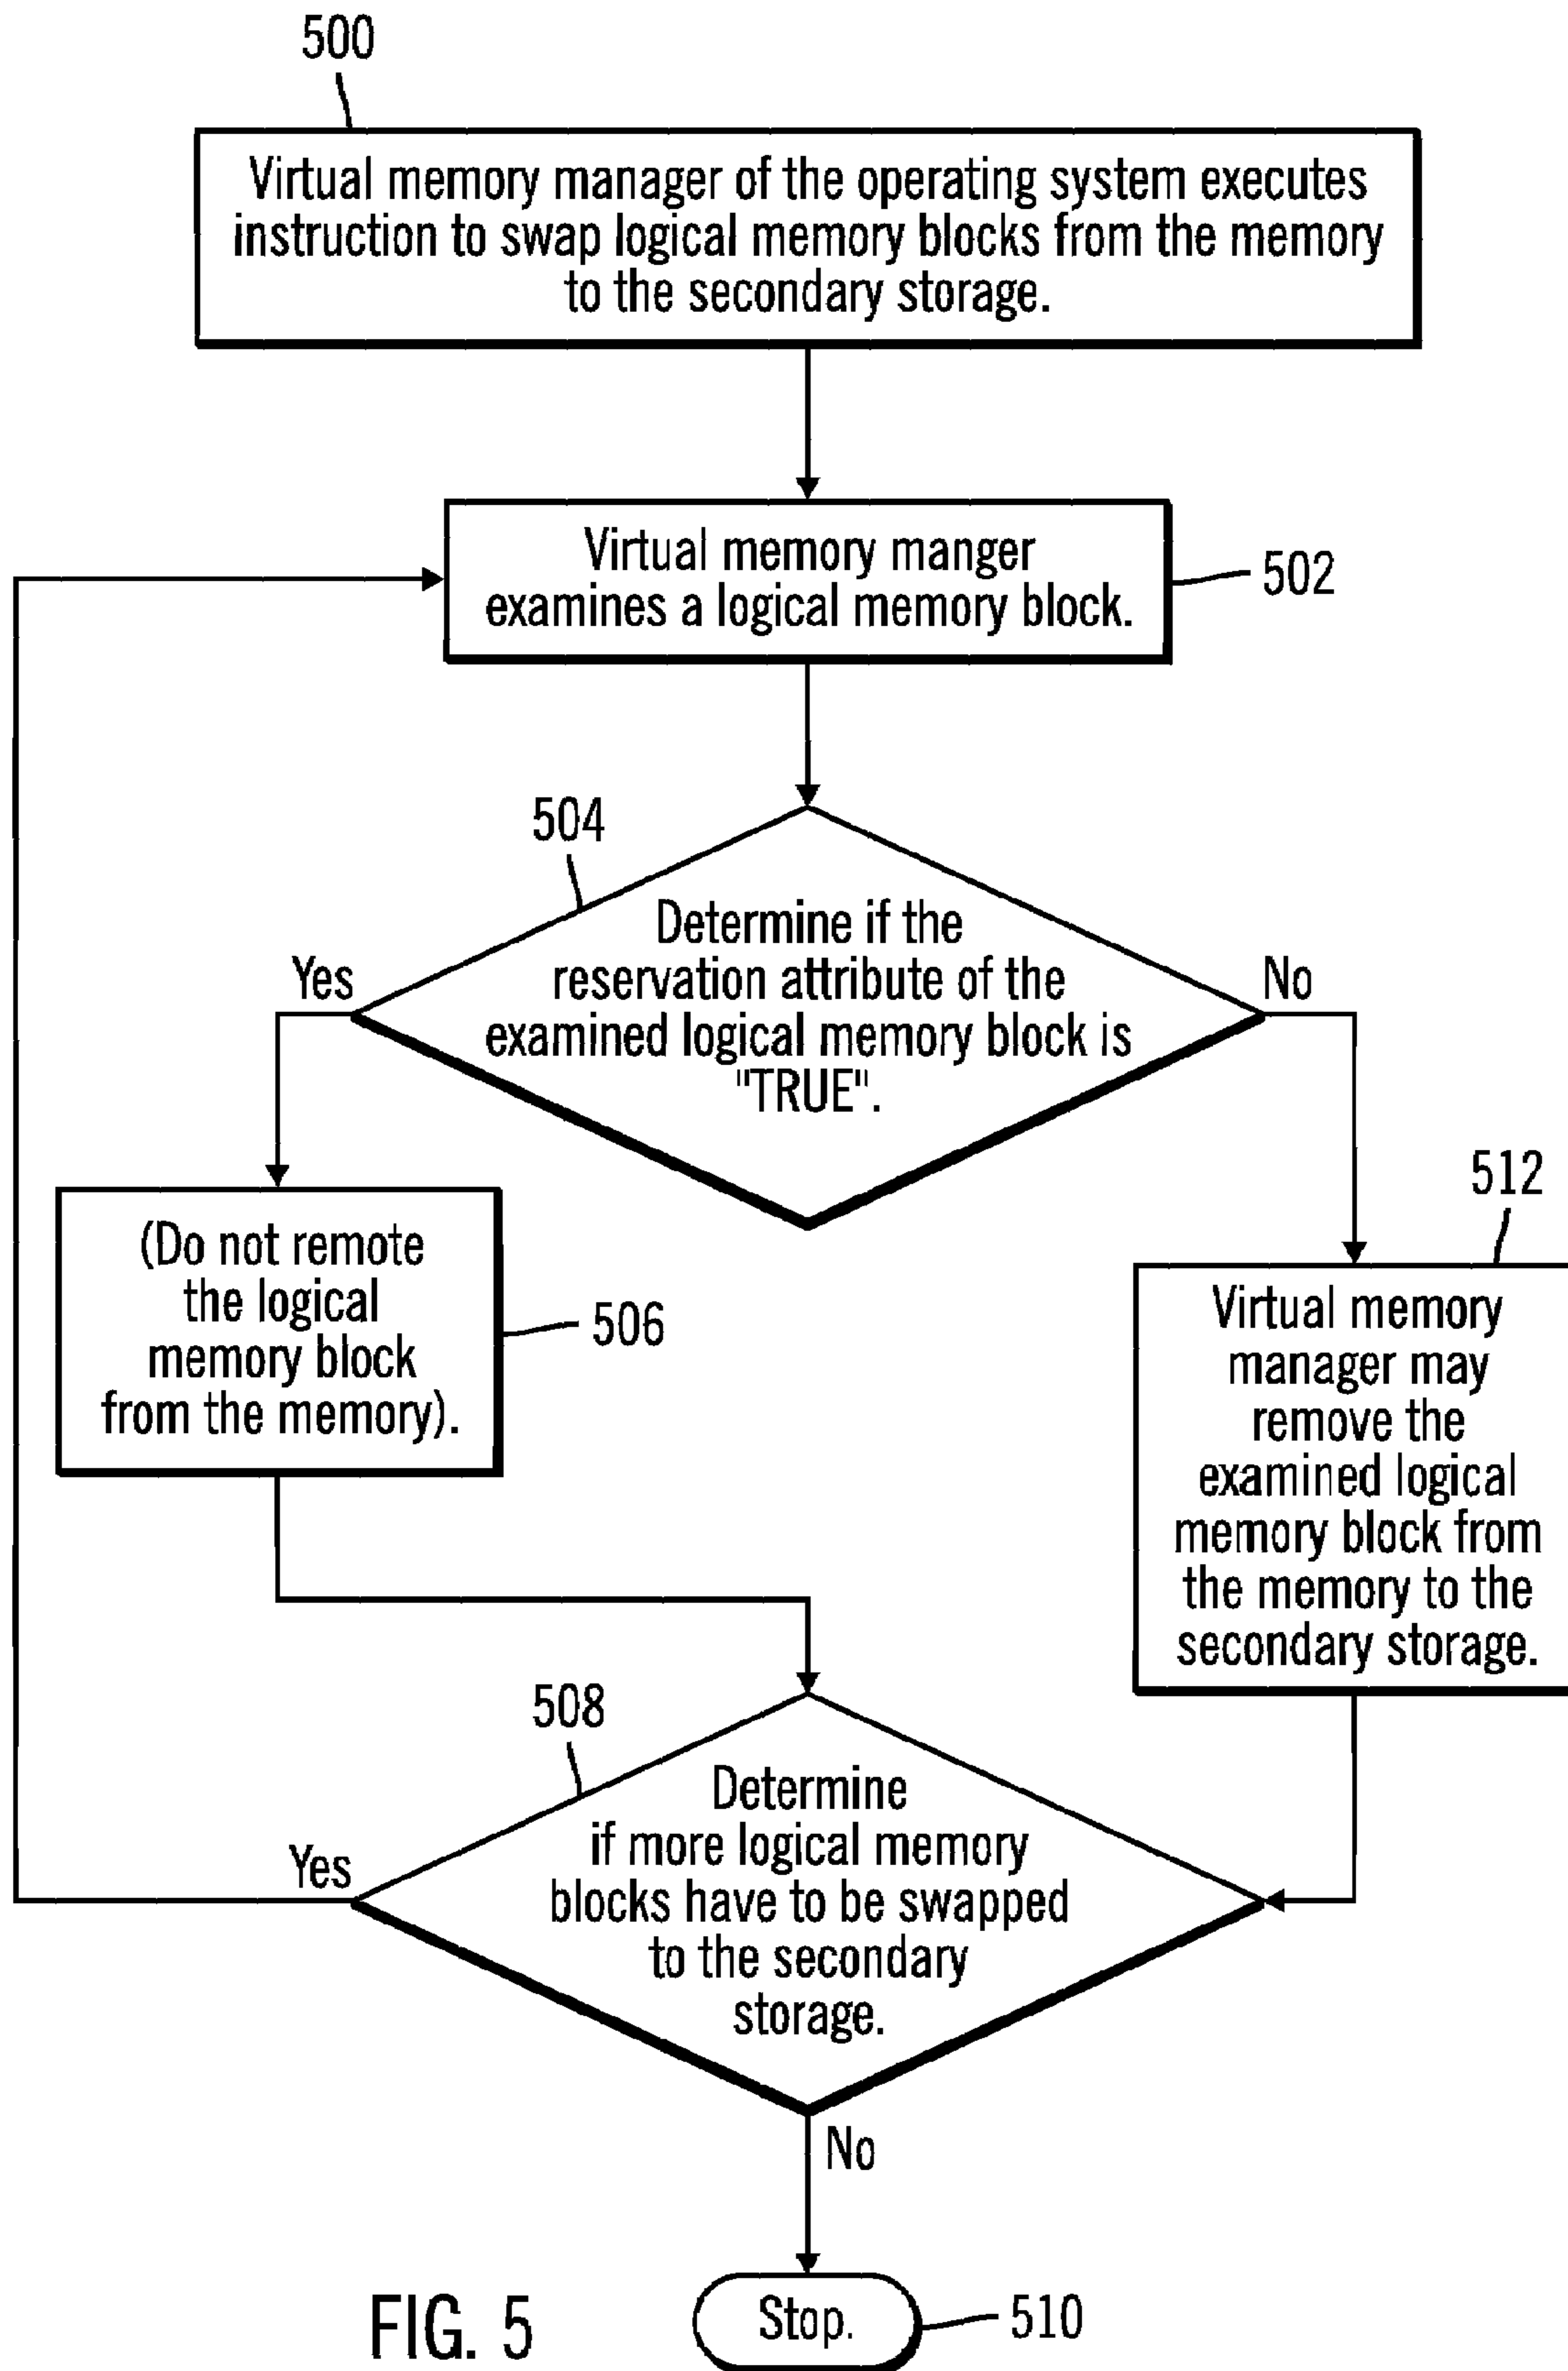 500
Virtual memory manager of the operating system executes
instruction to swap logical memory blocks from the memory
to the secondary storage.
Virtual memory manger
examines a logical memory block.
502
504
Determine if the
reservation attribute of the
examined logical memory block is
"TRUE".
Yes
No
(Do not remote
the logical
memory block
from the memory).
506
512
Virtual memory
manager may
remove the
examined logical
memory block from
the memory to the
secondary storage.
508
Determine
if more logical memory
blocks have to be swapped
to the secondary
storage.
Yes
No
Stop.
510
FIG. 5